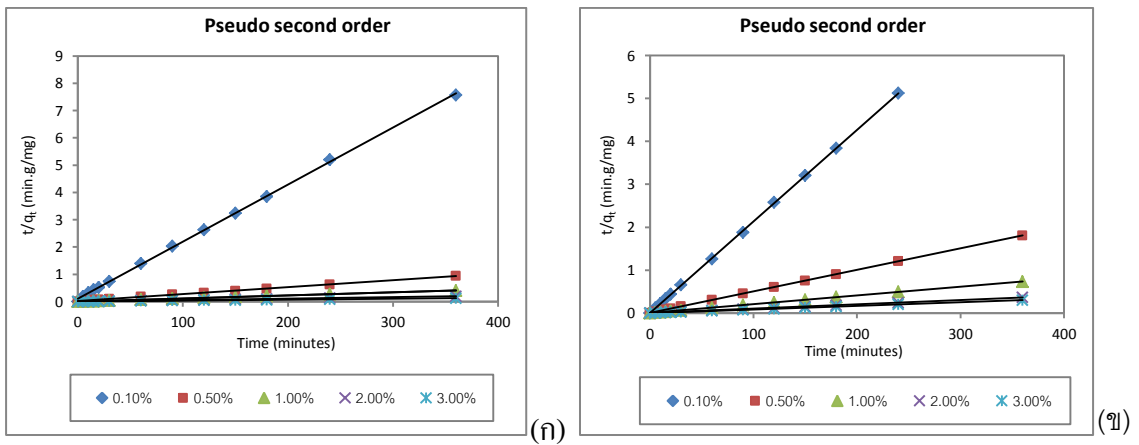 Pseudo second order
9
8
7
6
5
4
3
2
1
0
t/qt (min.g/mg)
0 100 200 300 400
Time (minutes)
0.10% 0.50% 1.00% 2.00% 3.00%
(ก)
Pseudo second order
6
5
4
3
2
1
0
t/qt (min.g/mg)
0 100 200 300 400
Time (minutes)
0.10% 0.50% 1.00% 2.00% 3.00%
(ข)